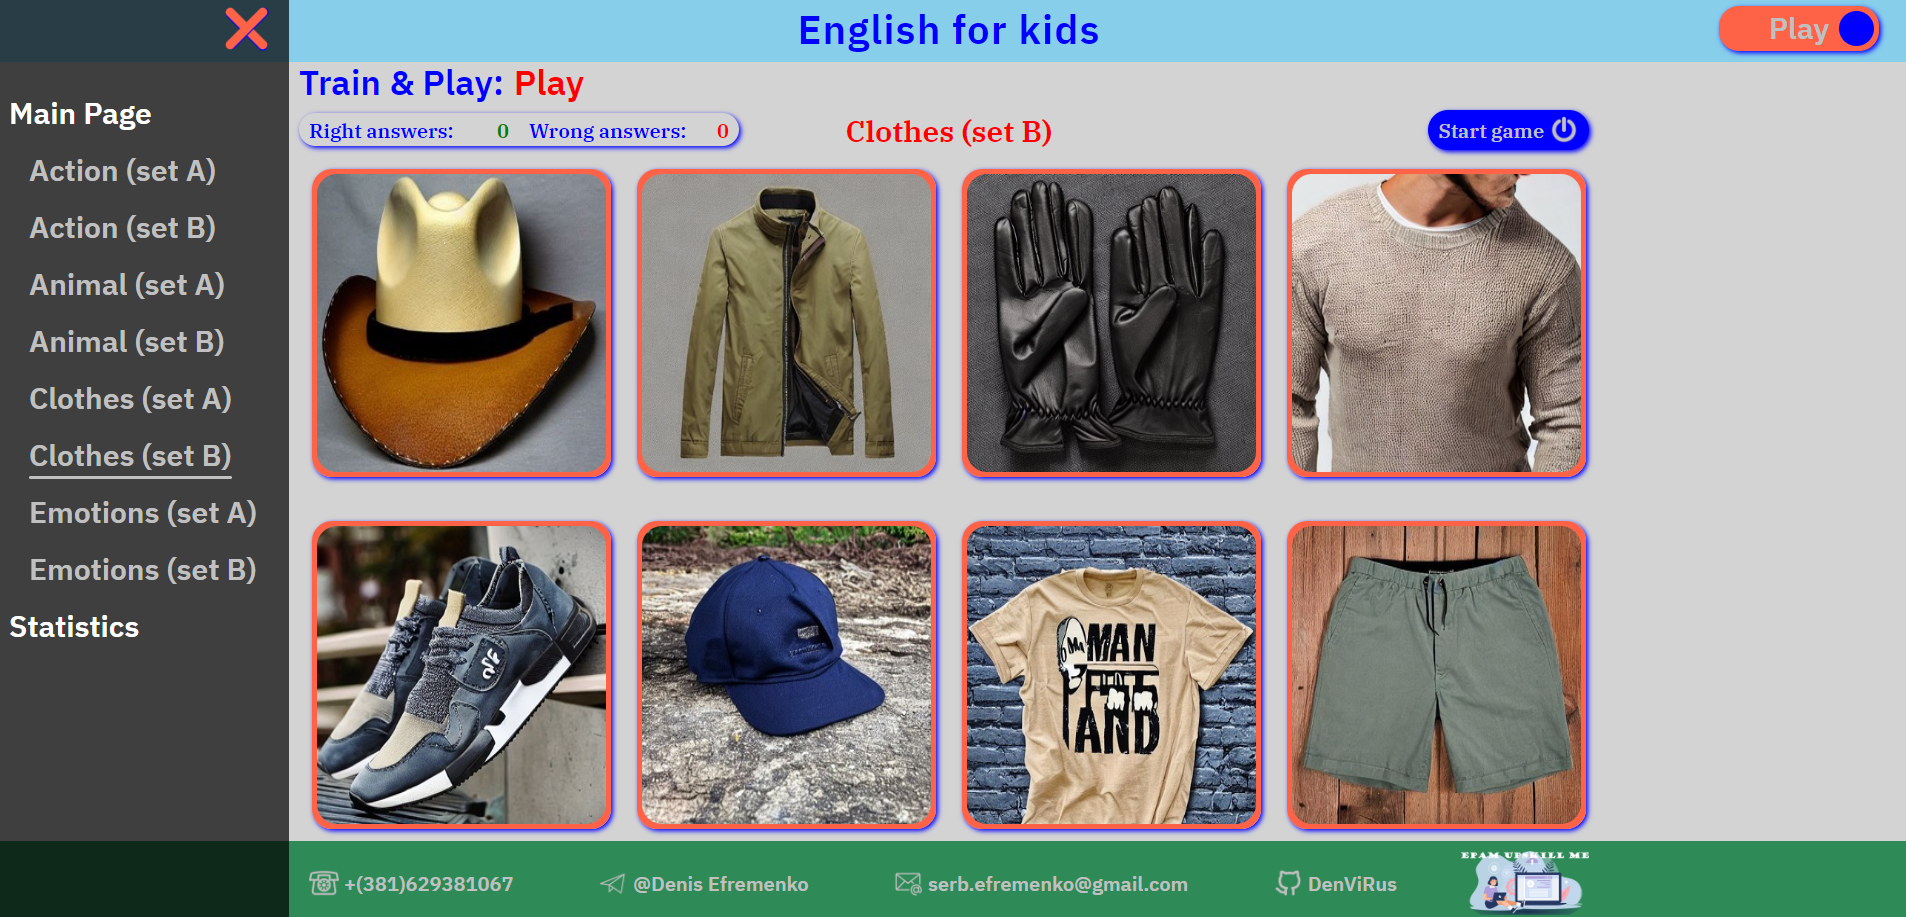 English for kids
Play
Main Page
Action (set A)
Action (set B)
Animal (set A)
Animal (set B)
Clothes (set A)
Clothes (set B)
Emotions (set A)
Emotions (set B)
Statistics
Train & Play: Play
Right answers: 0 Wrong answers: 0
Clothes (set B)
Start game
MAN
AND
+(381)629381067
@Denis Efremenko
serb.efremenko@gmail.com
DenViRus
EPAM UPSKILL ME